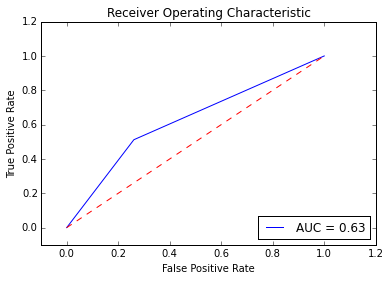 Receiver Operating Characteristic
True Positive Rate
1.2
1.0
0.8
0.6
0.4
0.2
0.0
AUC = 0.63
0.0 0.2 0.4 0.6 0.8 1.0 1.2
False Positive Rate